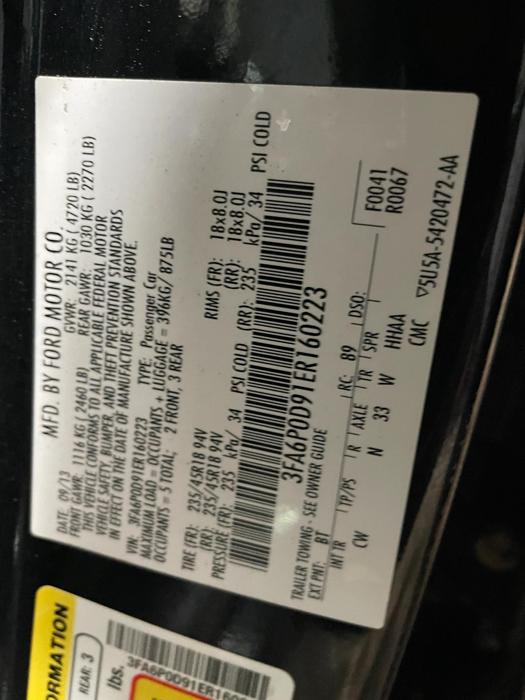 MFD. BY FORD MOTOR CO.
DATE: 09/13 GVWR: 2141 KG ( 4720 LB)
FRONT GAWR: 1116 KG ( 2460 LB) REAR GAWR: 1030 KG ( 2270 LB)
THIS VEHICLE CONFORMS TO ALL APPLICABLE FEDERAL MOTOR
VEHICLE SAFETY, BUMPER, AND THEFT PREVENTION STANDARDS
IN EFFECT ON THE DATE OF MANUFACTURE SHOWN ABOVE.
VIN: 3FA6P0D91ER160223 TYPE: Passenger Car
MAXIMUM LOAD = OCCUPANTS + LUGGAGE = 396KG/ 875LB
OCCUPANTS = 5 TOTAL; 2 FRONT, 3 REAR
TIRE (FR): 235/45R18 94V RIMS (FR): 18x8.0J
(RR): 235/45R18 94V (RR): 18x8.0J
PRESSURE (FR): 235 kPa/ 34 PSI COLD (RR): 235 kPa/ 34 PSI COLD
3FA6P0D91ER160223
TRAILER TOWING - SEE OWNER GUIDE
EXT PNT: BT RC: B9 DSO: F0041
R0067
INT TR TP/PS R AXLE TR SPR
CW N 33 W HHAA
CMC ▽5U5A-5420472-AA
RMATION
REAR: 3
lbs.
3FA6P0D91ER160